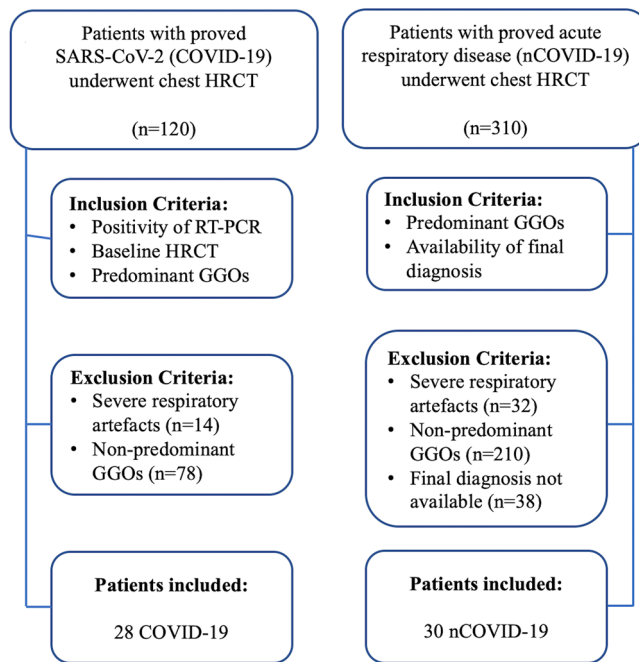 Patients with proved
SARS-CoV-2 (COVID-19)
underwent chest HRCT
(n=120)
Inclusion Criteria:
• Positivity of RT-PCR
• Baseline HRCT
• Predominant GGOs
Exclusion Criteria:
• Severe respiratory
artefacts (n=14)
• Non-predominant
GGOs (n=78)
Patients included:
28 COVID-19
Patients with proved acute
respiratory disease (nCOVID-19)
underwent chest HRCT
(n=310)
Inclusion Criteria:
• Predominant GGOs
• Availability of final
diagnosis
Exclusion Criteria:
• Severe respiratory
artefacts (n=32)
• Non-predominant
GGOs (n=210)
• Final diagnosis not
available (n=38)
Patients included:
30 nCOVID-19